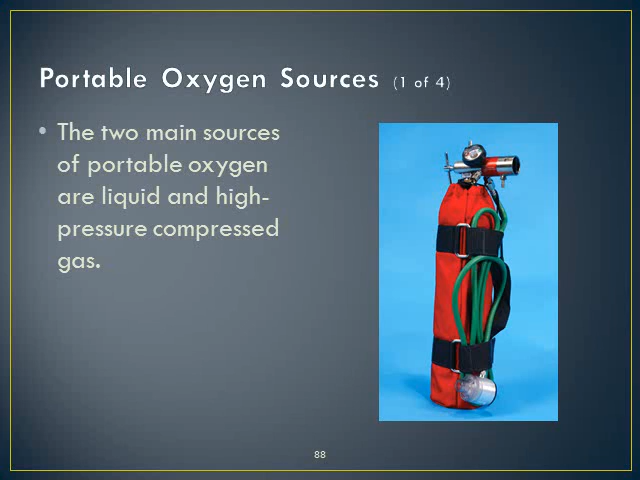 Portable Oxygen Sources (1 of 4)
• The two main sources
of portable oxygen
are liquid and high-
pressure compressed
gas.
88